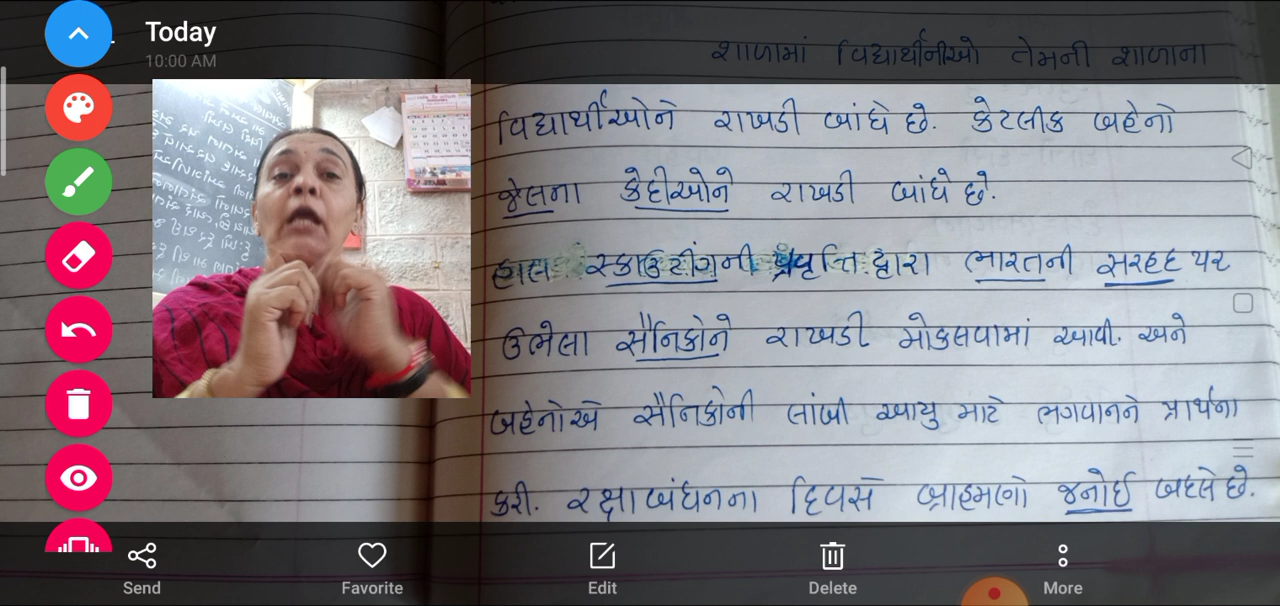 Today
10:00 AM
શાળામાં વિદ્યાર્થીનીઓ તેમની શાળાના
વિદ્યાર્થીઓને રાખડી બાંધે છે. કેટલીક બહેનો
જેલના કેદીઓને રાખડી બાંધે છે.
હાલ સ્કાઉટીંગની પ્રવૃત્તિ દ્વારા ભારતની સરહદ પર
ઉભેલા સૈનિકોને રાખડી મોકલવામાં આવી. અને
બહેનોએ સૈનિકોની લાંબી આયુ માટે ભગવાનને પ્રાર્થના
કરી. રક્ષાબંધનના દિવસે બ્રાહમણો જનોઈ બદલે છે.
Send Favorite Edit Delete More